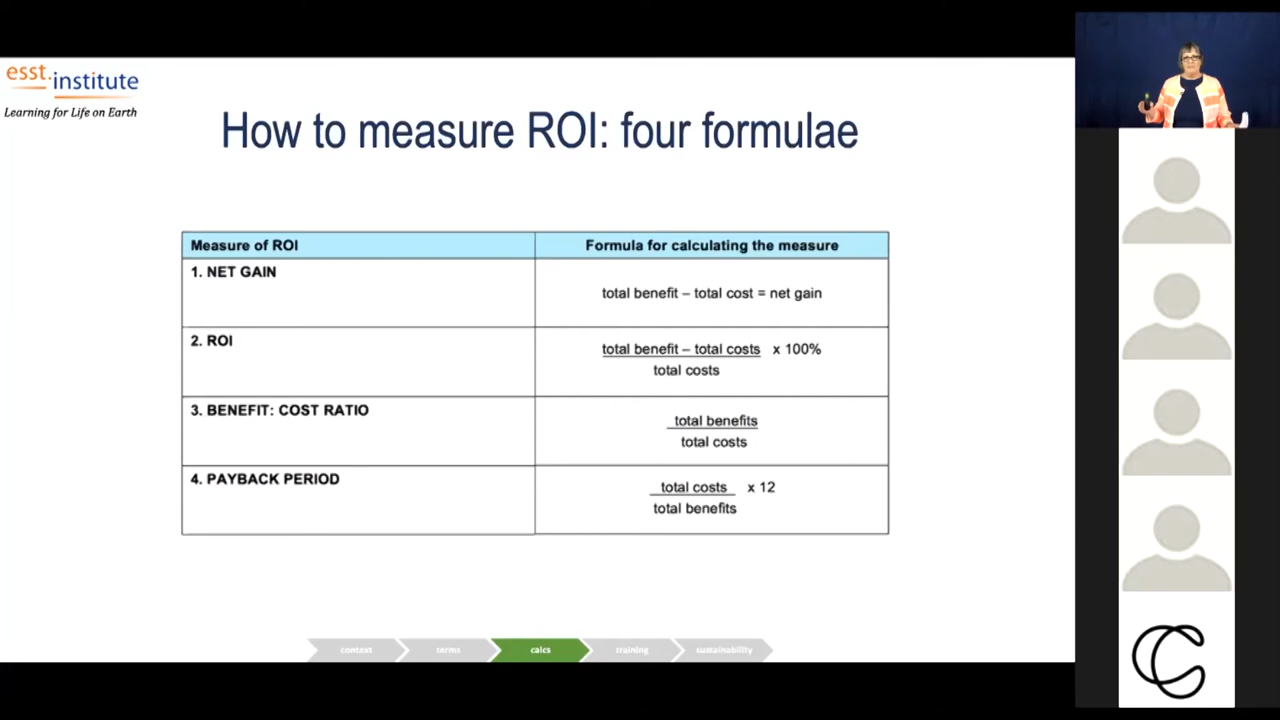 esst.institute
Learning for Life on Earth
How to measure ROI: four formulae
Measure of ROI
Formula for calculating the measure
1. NET GAIN
total benefit – total cost = net gain
2. ROI
total benefit – total costs x 100%
total costs
3. BENEFIT: COST RATIO
total benefits
total costs
4. PAYBACK PERIOD
total costs x 12
total benefits
context
terms
calcs
training
sustainability